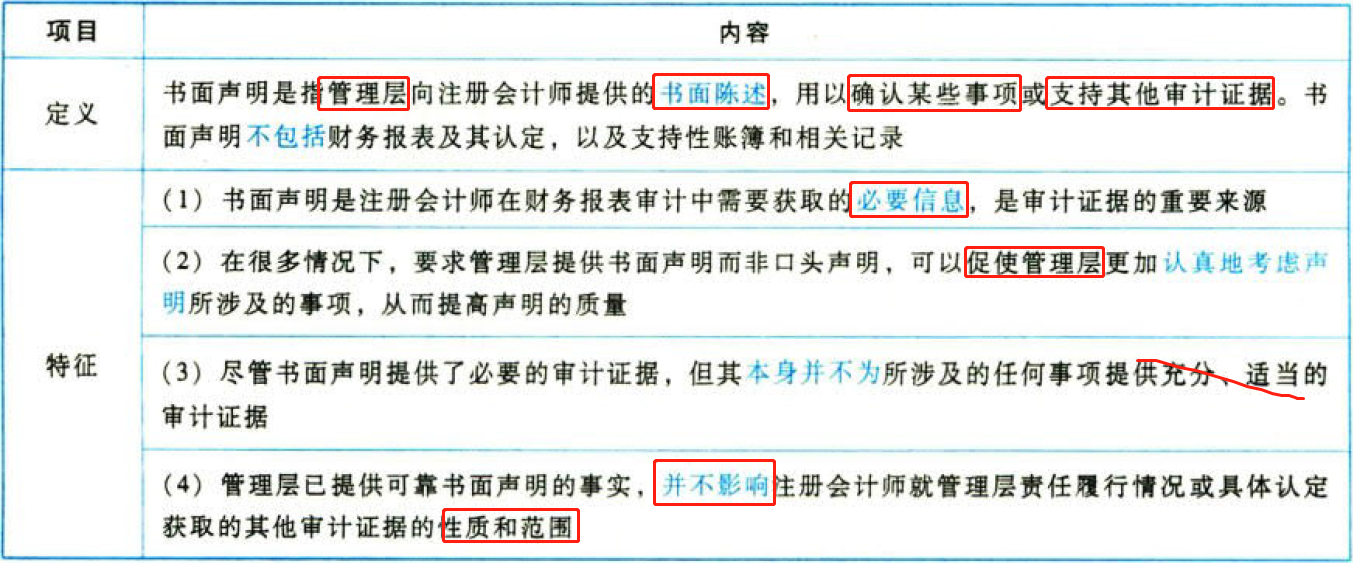 项目
内容
定义
书面声明是指管理层向注册会计师提供的书面陈述，用以确认某些事项或支持其他审计证据。书
面声明不包括财务报表及其认定，以及支持性账簿和相关记录
特征
(1) 书面声明是注册会计师在财务报表审计中需要获取的必要信息，是审计证据的重要来源
(2) 在很多情况下，要求管理层提供书面声明而非口头声明，可以促使管理层更加认真地考虑声
明所涉及的事项，从而提高声明的质量
(3) 尽管书面声明提供了必要的审计证据，但其本身并不为所涉及的任何事项提供充分、适当的
审计证据
(4) 管理层已提供可靠书面声明的事实，并不影响注册会计师就管理层责任履行情况或具体认定
获取的其他审计证据的性质和范围